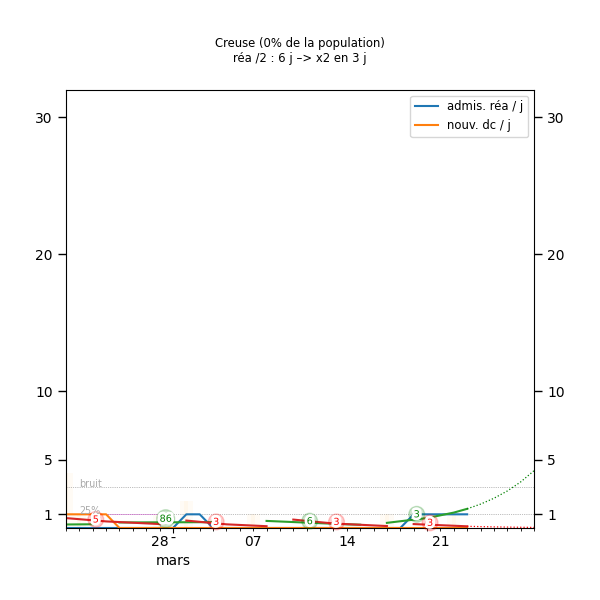 Creuse (0% de la population)
réa /2 : 6 j –> x2 en 3 j
admis. réa / j
nouv. dc / j
30 30
20 20
10 10
5 5
bruit
25%
1 1
5 86 3 6 3 3 3
28 07 14 21
mars